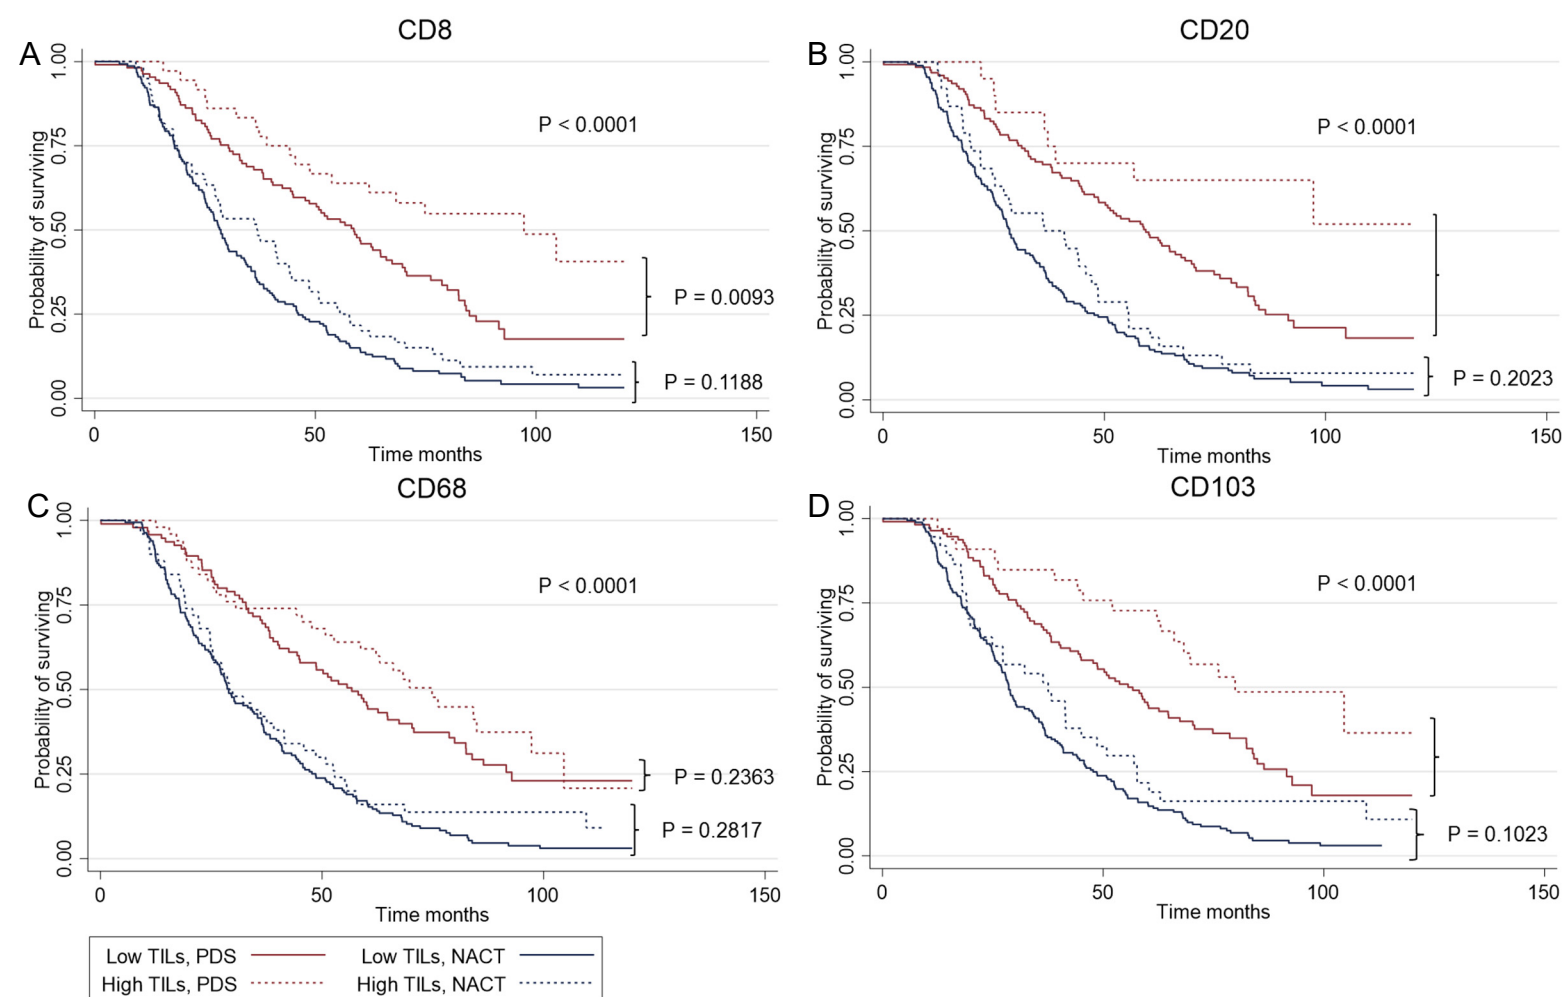 A
CD8
1.00
0.75
0.50
0.25
0.00
Probability of surviving
P < 0.0001
P = 0.0093
P = 0.1188
0 50 100 150
Time months
B
CD20
1.00
0.75
0.50
0.25
0.00
Probability of surviving
P < 0.0001
P = 0.2023
0 50 100 150
Time months
C
CD68
1.00
0.75
0.50
0.25
0.00
Probability of surviving
P < 0.0001
P = 0.2363
P = 0.2817
0 50 100 150
Time months
D
CD103
1.00
0.75
0.50
0.25
0.00
Probability of surviving
P < 0.0001
P = 0.1023
0 50 100 150
Time months
Low TILs, PDS Low TILs, NACT
High TILs, PDS High TILs, NACT